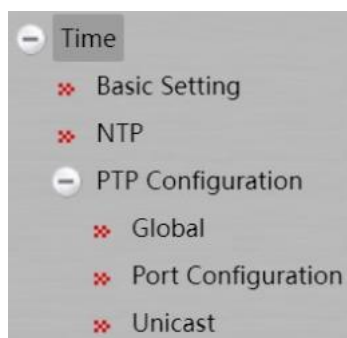 Time
Basic Setting
NTP
PTP Configuration
Global
Port Configuration
Unicast